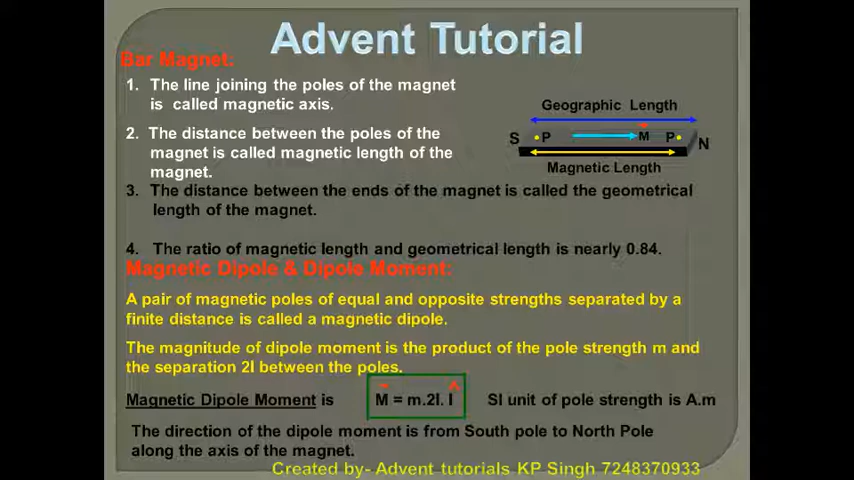 Advent Tutorial
Bar Magnet:
1. The line joining the poles of the magnet
is called magnetic axis.
2. The distance between the poles of the
magnet is called magnetic length of the
magnet.
Geographic Length
S P M P N
Magnetic Length
3. The distance between the ends of the magnet is called the geometrical
length of the magnet.
4. The ratio of magnetic length and geometrical length is nearly 0.84.
Magnetic Dipole & Dipole Moment:
A pair of magnetic poles of equal and opposite strengths separated by a
finite distance is called a magnetic dipole.
The magnitude of dipole moment is the product of the pole strength m and
the separation 2l between the poles.
Magnetic Dipole Moment is M = m.2l. l SI unit of pole strength is A.m
The direction of the dipole moment is from South pole to North Pole
along the axis of the magnet.
Created by- Advent tutorials KP Singh 7248370933